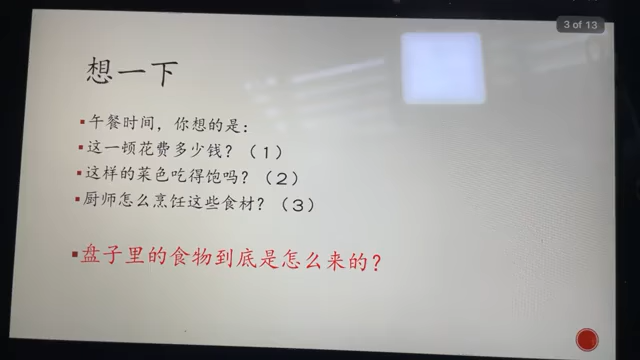 3 of 13
想一下
午餐时间，你想的是：
这一顿花费多少钱？（1）
这样的菜色吃得饱吗？（2）
厨师怎么烹饪这些食材？（3）
盘子里的食物到底是怎么来的？